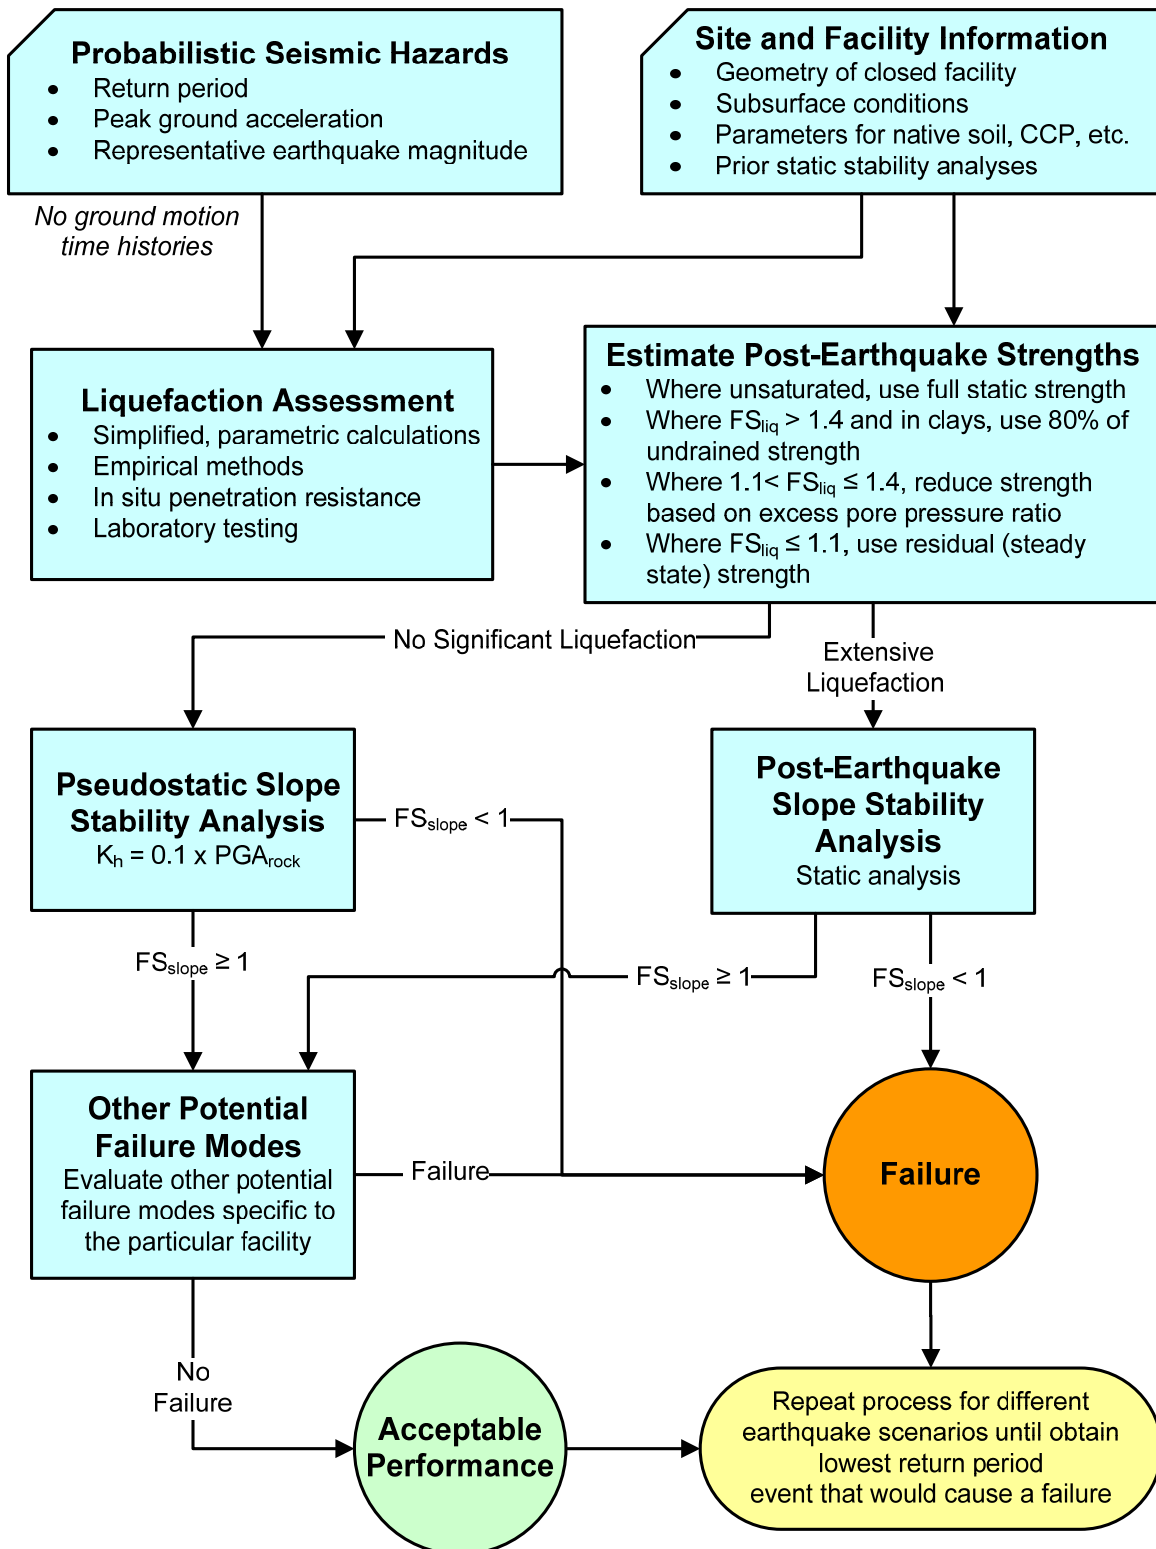 Probabilistic Seismic Hazards
• Return period
• Peak ground acceleration
• Representative earthquake magnitude
Site and Facility Information
• Geometry of closed facility
• Subsurface conditions
• Parameters for native soil, CCP, etc.
• Prior static stability analyses
No ground motion
time histories
Liquefaction Assessment
• Simplified, parametric calculations
• Empirical methods
• In situ penetration resistance
• Laboratory testing
Estimate Post-Earthquake Strengths
• Where unsaturated, use full static strength
• Where FSliq > 1.4 and in clays, use 80% of
undrained strength
• Where 1.1< FSliq ≤ 1.4, reduce strength
based on excess pore pressure ratio
• Where FSliq ≤ 1.1, use residual (steady
state) strength
No Significant Liquefaction
Extensive
Liquefaction
Pseudostatic Slope
Stability Analysis
Kh = 0.1 x PGArock
FSslope < 1
Post-Earthquake
Slope Stability
Analysis
Static analysis
FSslope ≥ 1
FSslope ≥ 1
FSslope < 1
Other Potential
Failure Modes
Evaluate other potential
failure modes specific to
the particular facility
Failure
Failure
No
Failure
Acceptable
Performance
Repeat process for different
earthquake scenarios until obtain
lowest return period
event that would cause a failure